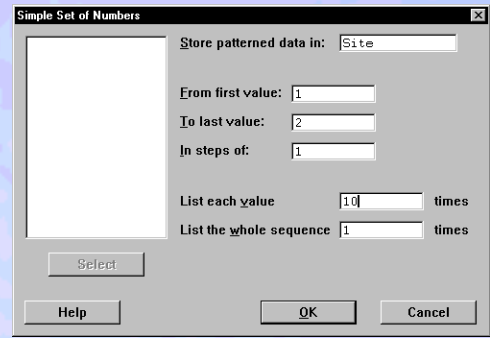 Simple Set of Numbers
Store patterned data in: Site
From first value: 1
To last value: 2
In steps of: 1
List each value 10 times
List the whole sequence 1 times
Select
Help OK Cancel